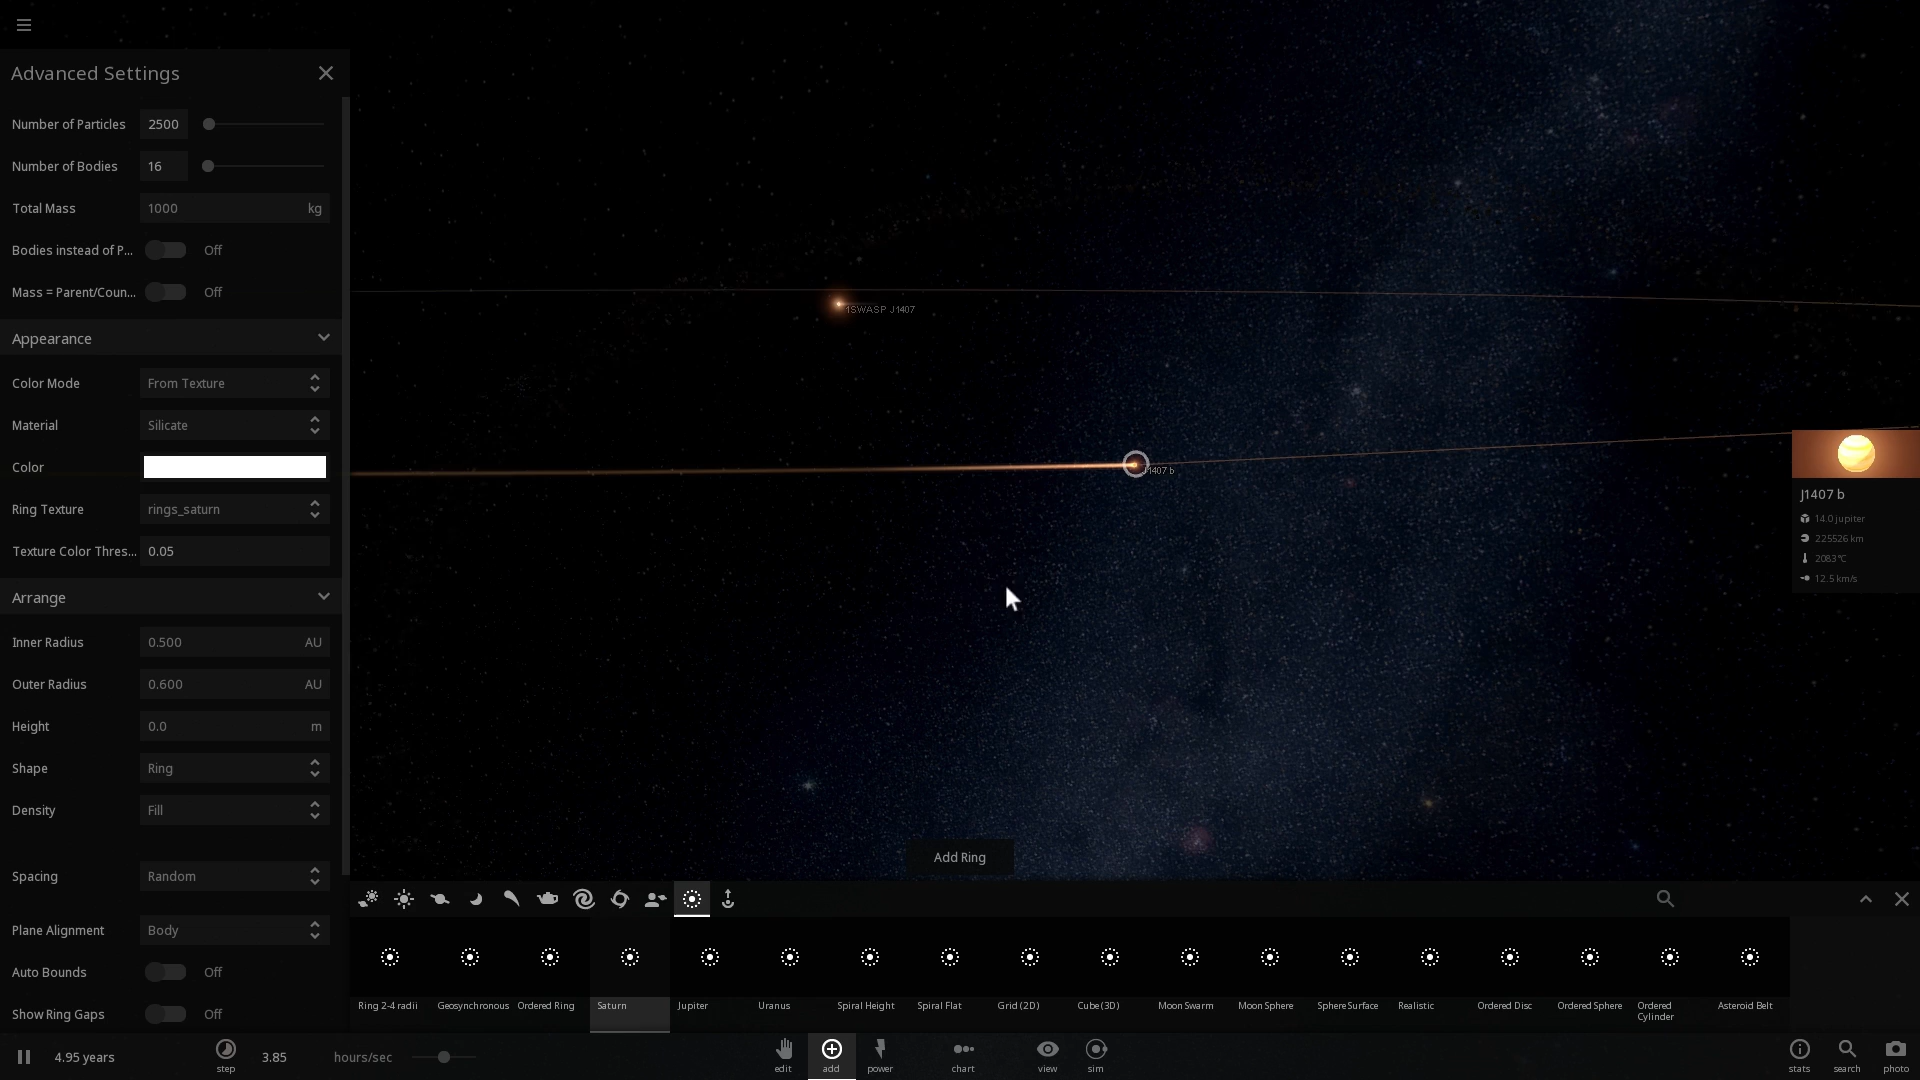 Advanced Settings
Number of Particles 2500
Number of Bodies 16
Total Mass 1000 kg
Bodies instead of P... Off
Mass = Parent/Coun... Off
Appearance
Color Mode From Texture
Material Silicate
Color
Ring Texture rings_saturn
Texture Color Thres... 0.05
Arrange
Inner Radius 0.500 AU
Outer Radius 0.600 AU
Height 0.0 m
Shape Ring
Density Fill
Spacing Random
Plane Alignment Body
Auto Bounds Off
Show Ring Gaps Off
1SWASP J1407
J1407 b
J1407 b
14.0 jupiter
225526 km
2083°C
12.5 km/s
Add Ring
Ring 2-4 radii Geosynchronous Ordered Ring Saturn Jupiter Uranus Spiral Height Spiral Flat Grid (2D) Cube (3D) Moon Swarm Moon Sphere Sphere Surface Realistic Ordered Disc Ordered Sphere Ordered Cylinder Asteroid Belt
4.95 years step 3.85 hours/sec edit add power chart view sim stats search photo